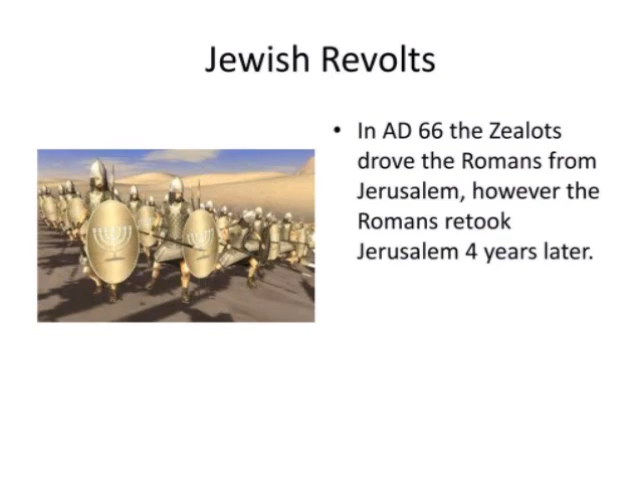 Jewish Revolts
• In AD 66 the Zealots
drove the Romans from
Jerusalem, however the
Romans retook
Jerusalem 4 years later.